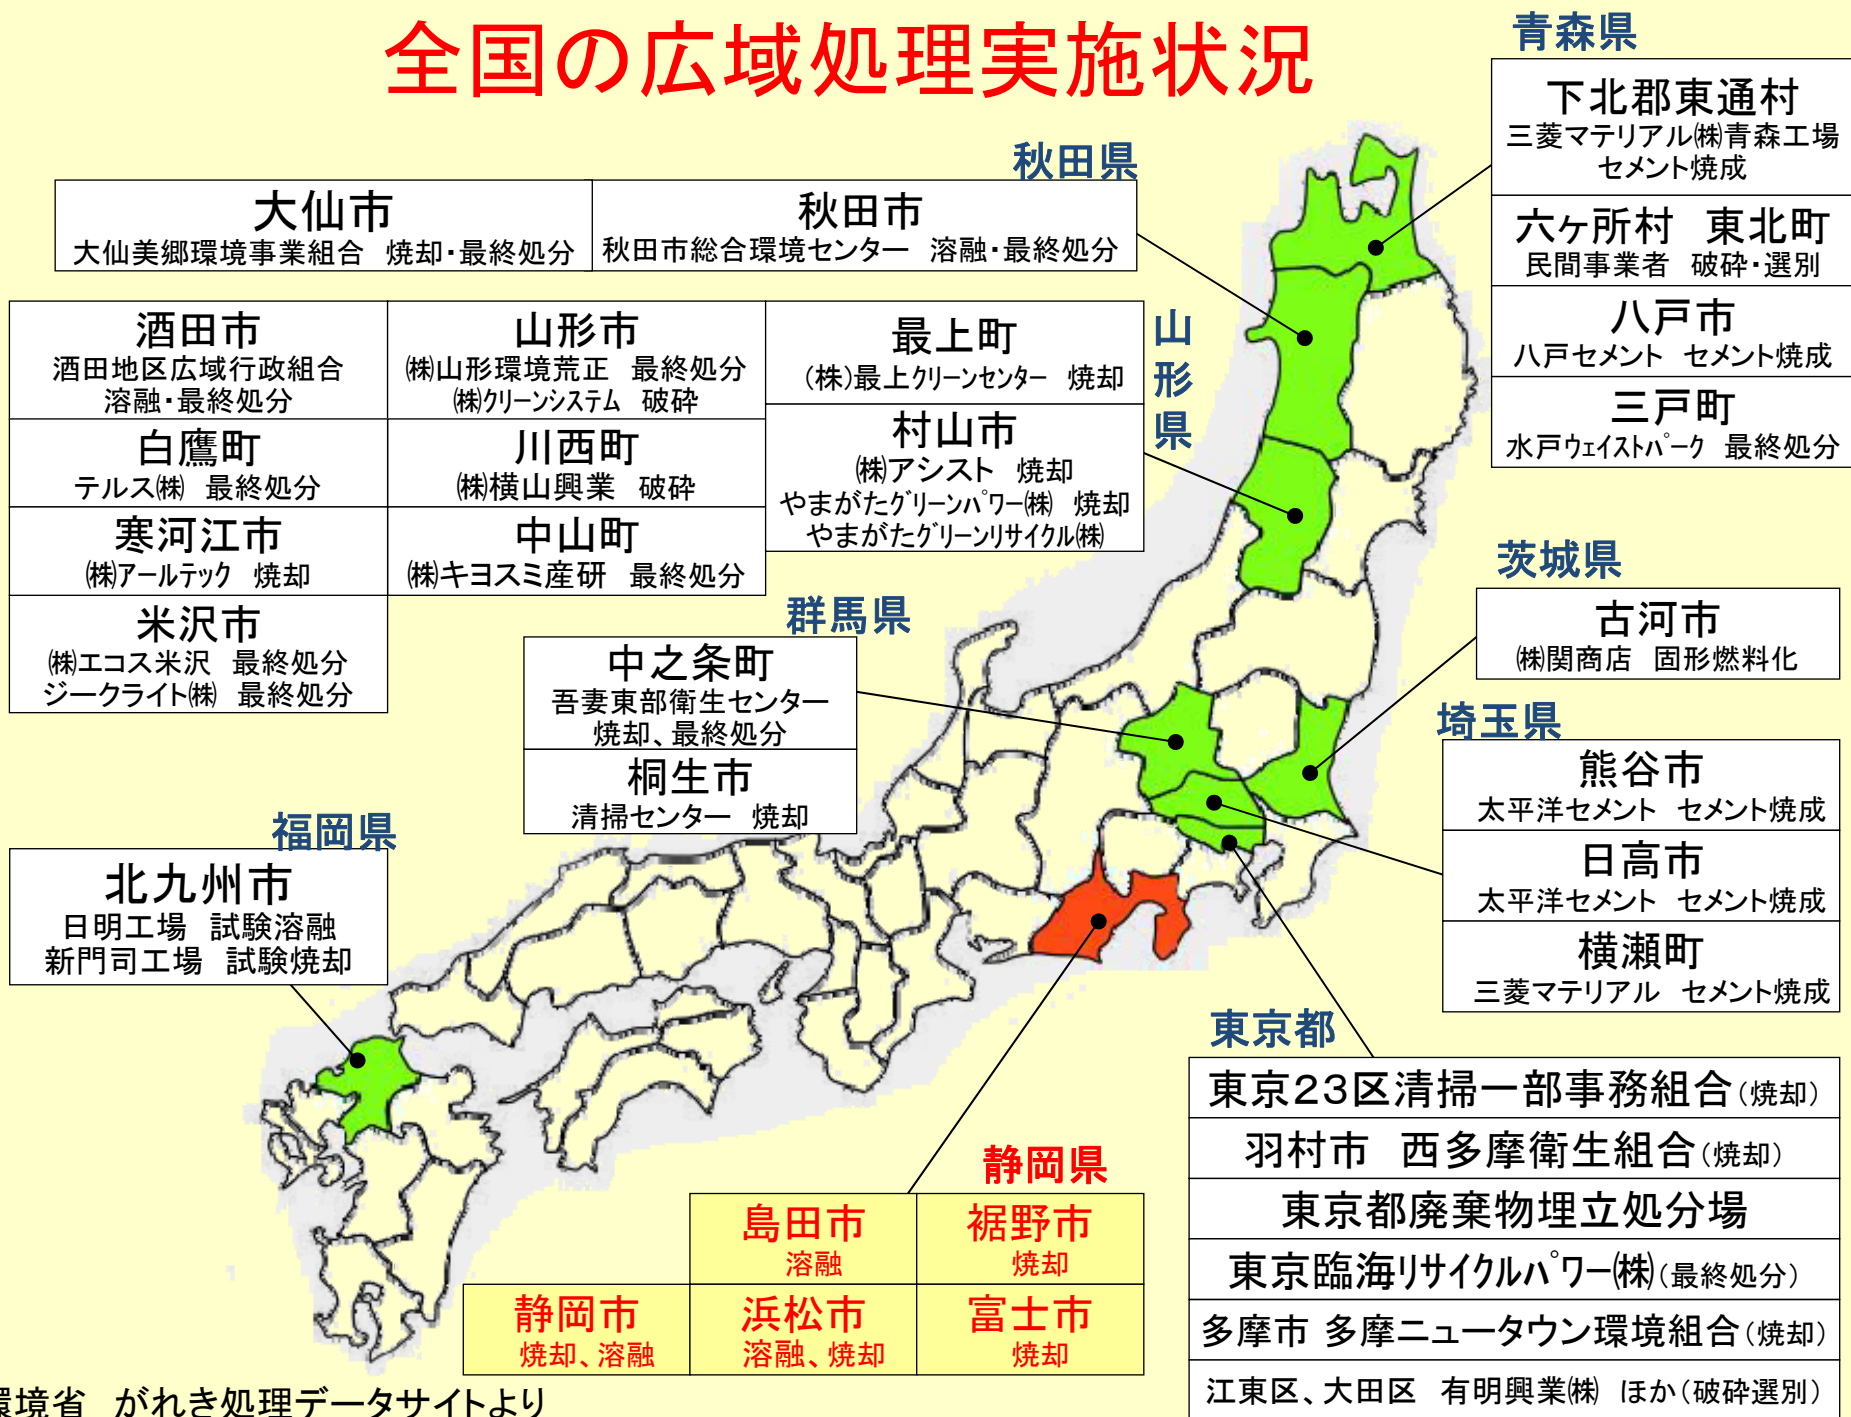 全国の広域処理実施状況
青森県
下北郡東通村
三菱マテリアル㈱青森工場
セメント焼成
六ヶ所村　東北町
民間事業者　破砕・選別
八戸市
八戸セメント　セメント焼成
三戸町
水戸ウェイストパーク　最終処分
秋田県
大仙市
大仙美郷環境事業組合　焼却・最終処分
秋田市
秋田市総合環境センター　溶融・最終処分
山形県
酒田市
酒田地区広域行政組合
溶融・最終処分
山形市
㈱山形環境荒正　最終処分
㈱クリーンシステム　破砕
最上町
（株）最上クリーンセンター　焼却
白鷹町
テルス㈱　最終処分
川西町
㈱横山興業　破砕
村山市
㈱アシスト　焼却
やまがたグリーンパワー㈱　焼却
やまがたグリーンリサイクル㈱
寒河江市
㈱アールテック　焼却
中山町
㈱キヨスミ産研　最終処分
米沢市
㈱エコス米沢　最終処分
ジークライト㈱　最終処分
茨城県
古河市
㈱関商店　固形燃料化
群馬県
中之条町
吾妻東部衛生センター
焼却、最終処分
桐生市
清掃センター　焼却
埼玉県
熊谷市
太平洋セメント　セメント焼成
日高市
太平洋セメント　セメント焼成
横瀬町
三菱マテリアル　セメント焼成
福岡県
北九州市
日明工場　試験溶融
新門司工場　試験焼却
東京都
東京23区清掃一部事務組合（焼却）
羽村市　西多摩衛生組合（焼却）
東京都廃棄物埋立処分場
東京臨海リサイクルパワー㈱（最終処分）
多摩市 多摩ニュータウン環境組合（焼却）
江東区、大田区　有明興業㈱　ほか（破砕選別）
静岡県
島田市
溶融
裾野市
焼却
静岡市
焼却、溶融
浜松市
溶融、焼却
富士市
焼却
環境省　がれき処理データサイトより